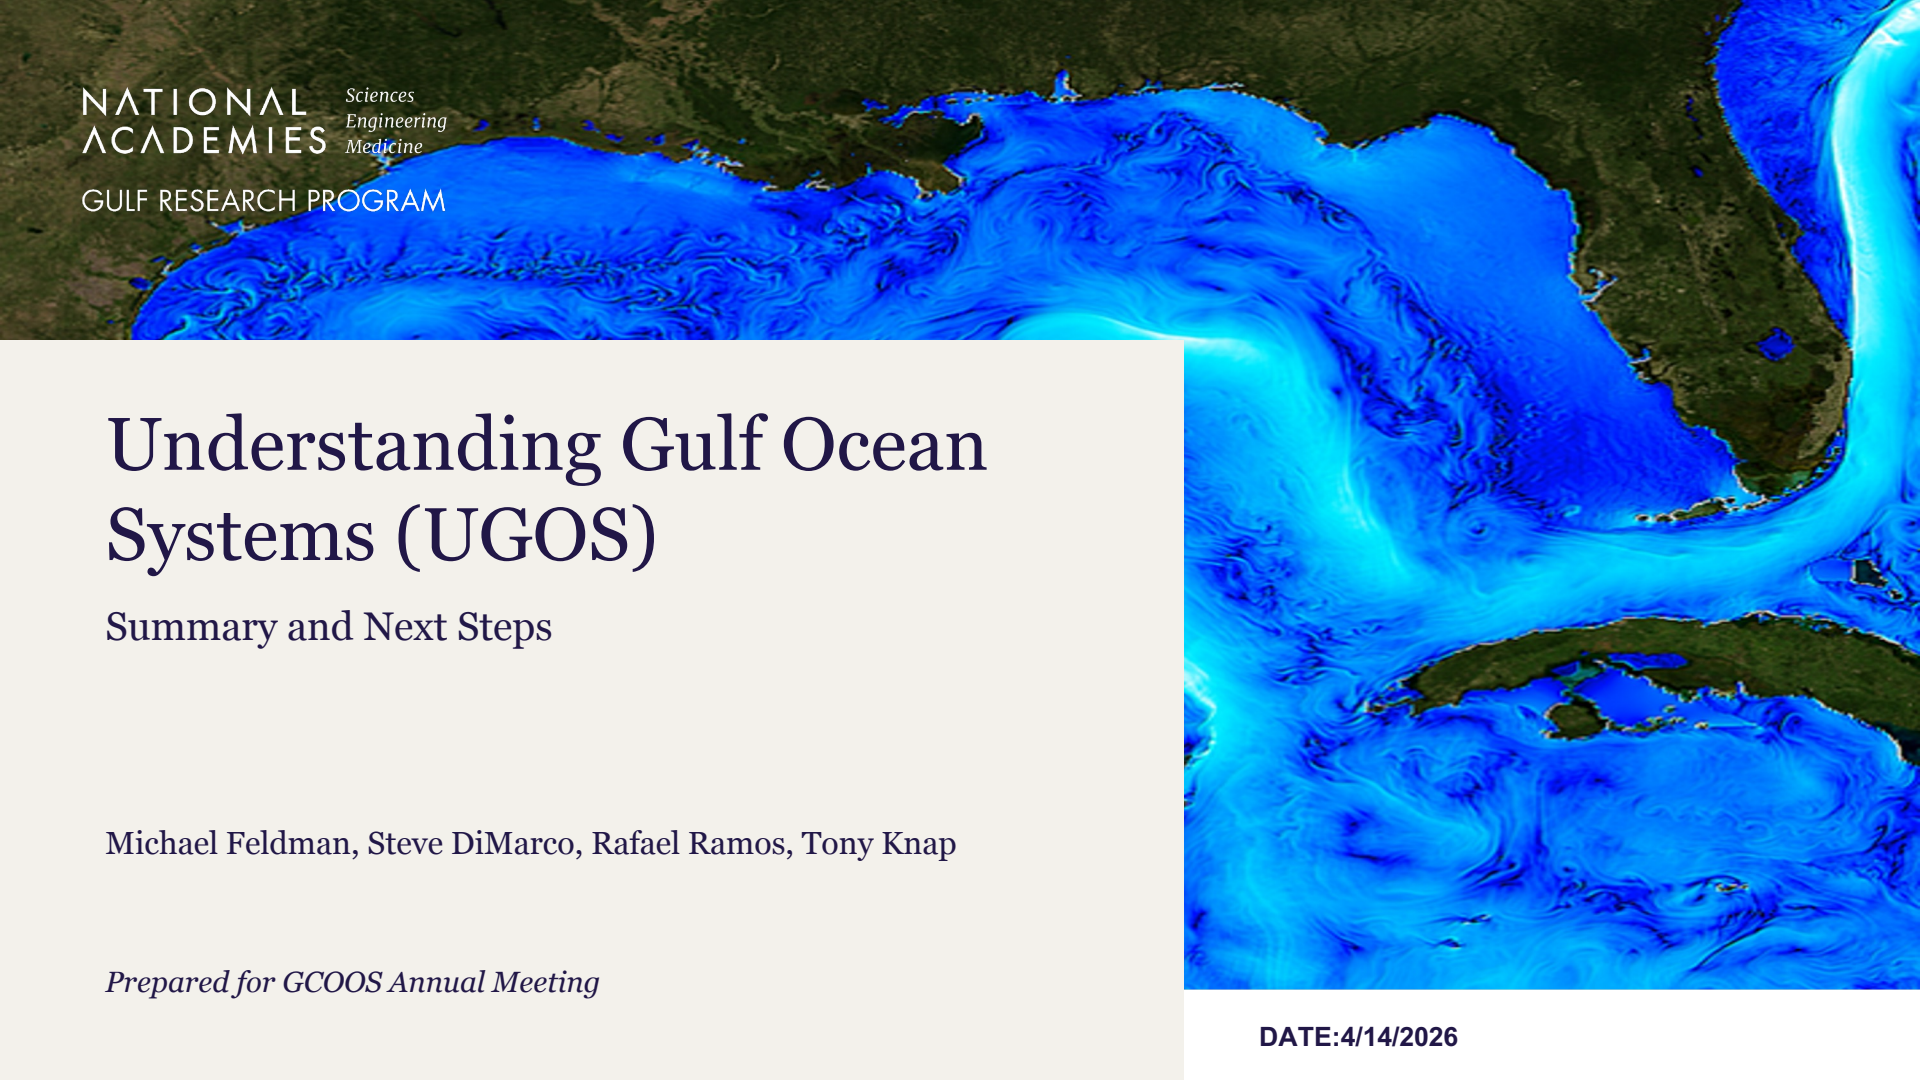 NATIONAL
ACADEMIES
Sciences
Engineering
Medicine
GULF RESEARCH PROGRAM
Understanding Gulf Ocean
Systems (UGOS)
Summary and Next Steps
Michael Feldman, Steve DiMarco, Rafael Ramos, Tony Knap
Prepared for GCOOS Annual Meeting
DATE:4/14/2026